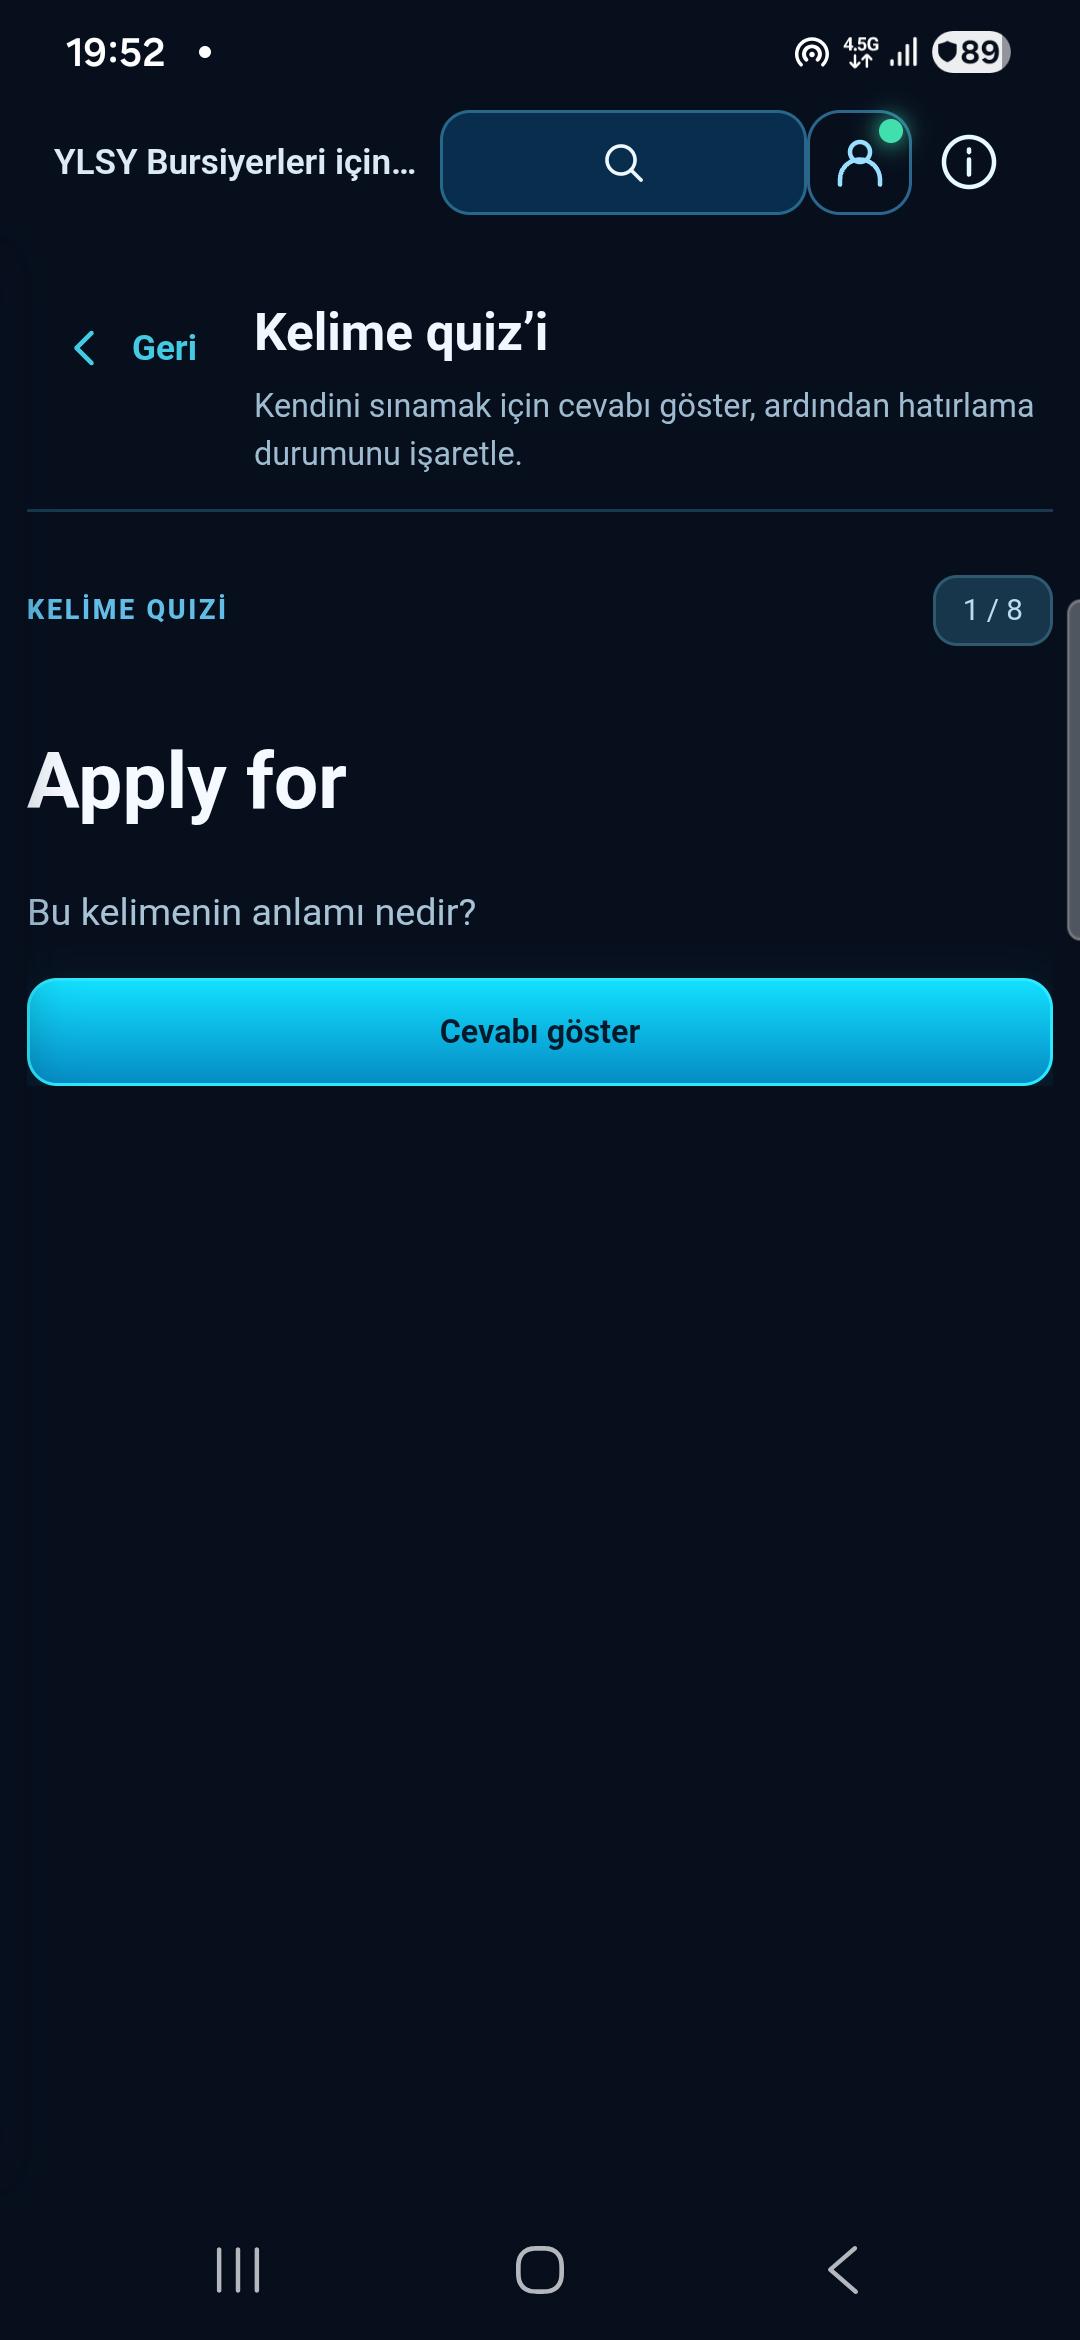 19:52
4.5G
89
YLSY Bursiyerleri için...
Geri
Kelime quiz’i
Kendini sınamak için cevabı göster, ardından hatırlama
durumunu işaretle.
KELİME QUIZİ
1 / 8
Apply for
Bu kelimenin anlamı nedir?
Cevabı göster